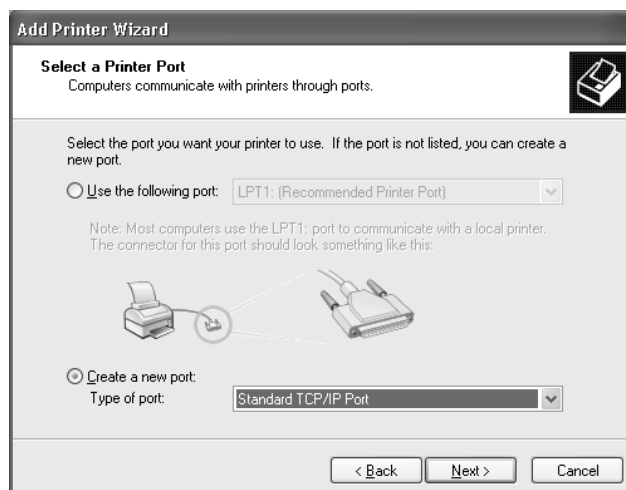 Add Printer Wizard
Select a Printer Port
Computers communicate with printers through ports.
Select the port you want your printer to use. If the port is not listed, you can create a
new port.
Use the following port: LPT1: (Recommended Printer Port)
Note: Most computers use the LPT1: port to communicate with a local printer.
The connector for this port should look something like this:
Create a new port:
Type of port: Standard TCP/IP Port
< Back Next > Cancel